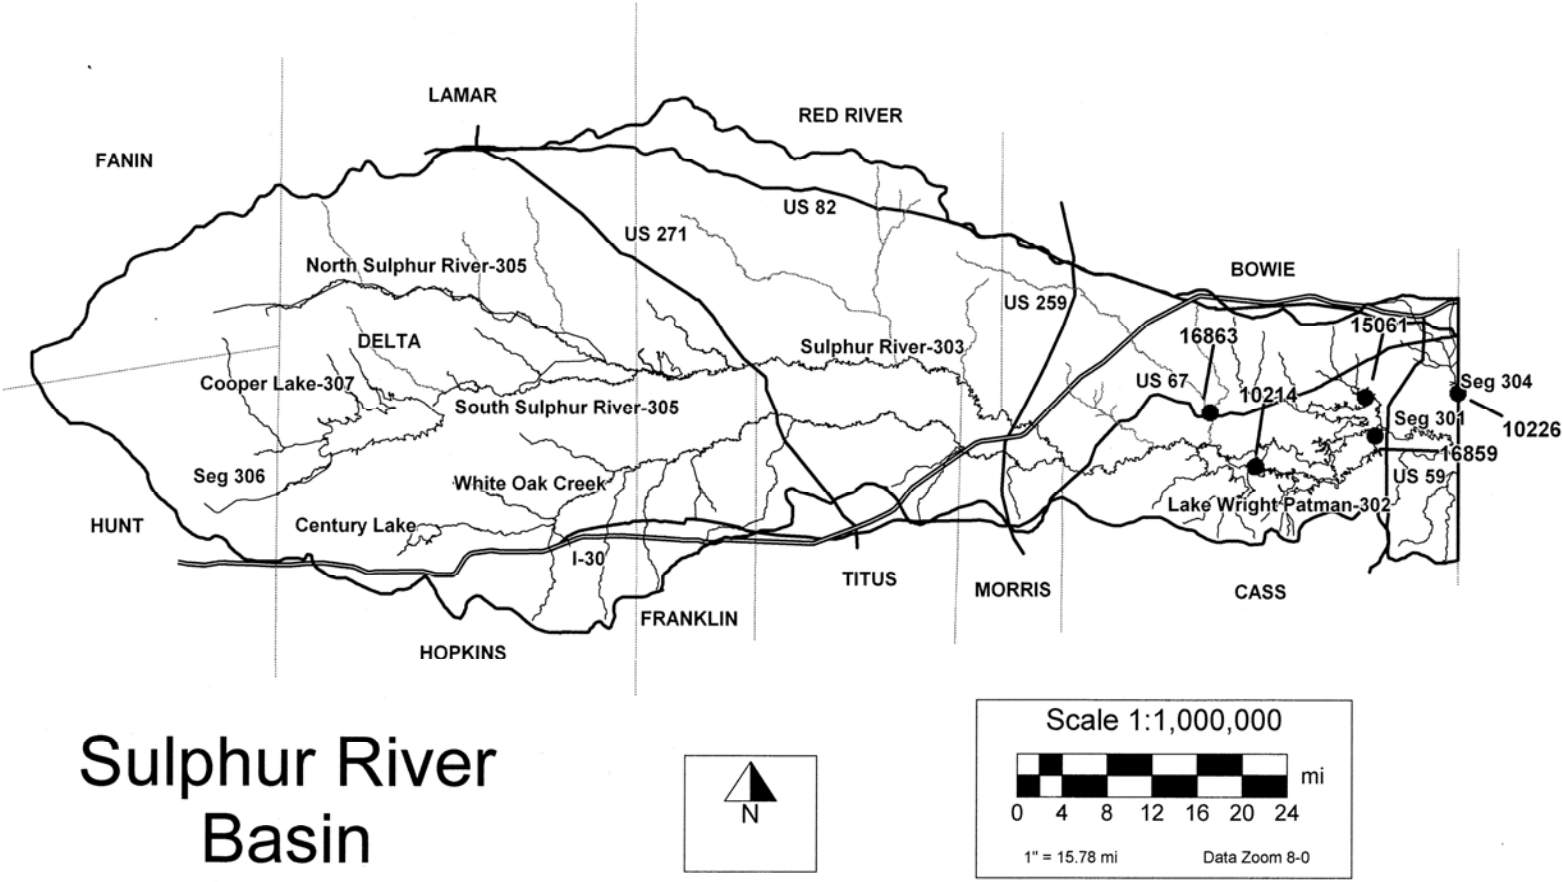 LAMAR
RED RIVER
FANIN
US 82
US 271
North Sulphur River-305
BOWIE
US 259
15061
16863
DELTA
Sulphur River-303
Cooper Lake-307
US 67
10214
Seg 304
South Sulphur River-305
Seg 301
10226
16859
Seg 306
White Oak Creek
US 59
Lake Wright Patman-302
HUNT
Century Lake
I-30
TITUS
MORRIS
CASS
FRANKLIN
HOPKINS
Sulphur River
Basin
N
Scale 1:1,000,000
mi
0 4 8 12 16 20 24
1" = 15.78 mi
Data Zoom 8-0